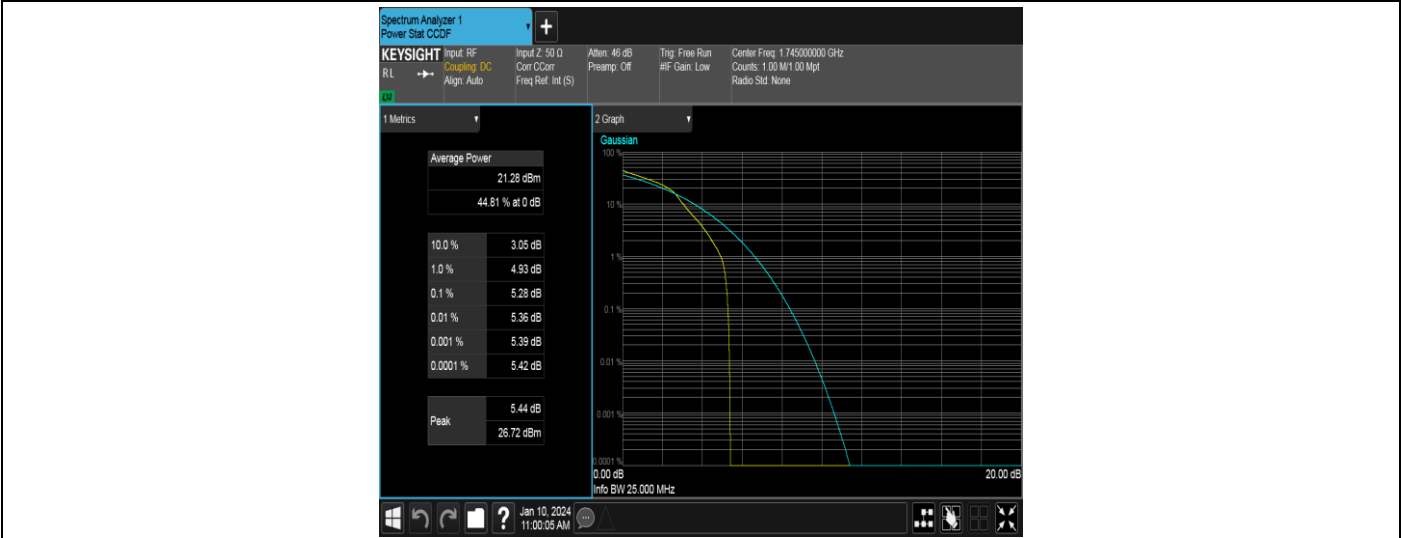 Spectrum Analyzer 1
Power Stat CCDF
+
KEYSIGHT
RL
Input: RF
Coupling: DC
Align: Auto
Input Z: 50 Ω
Corr CCorr
Freq Ref: Int (S)
Atten: 46 dB
Preamp: Off
Trig: Free Run
#IF Gain: Low
Center Freq: 1.745000000 GHz
Counts: 1.00 M/1.00 Mpt
Radio Std: None
1 Metrics
Average Power
21.28 dBm
44.81 % at 0 dB
10.0 % 3.05 dB
1.0 % 4.93 dB
0.1 % 5.28 dB
0.01 % 5.36 dB
0.001 % 5.39 dB
0.0001 % 5.42 dB
Peak
5.44 dB
26.72 dBm
2 Graph
Gaussian
100 %
10 %
1 %
0.1 %
0.01 %
0.001 %
0.0001 %
0.00 dB 20.00 dB
Info BW 25.000 MHz
?
Jan 10, 2024
11:00:05 AM